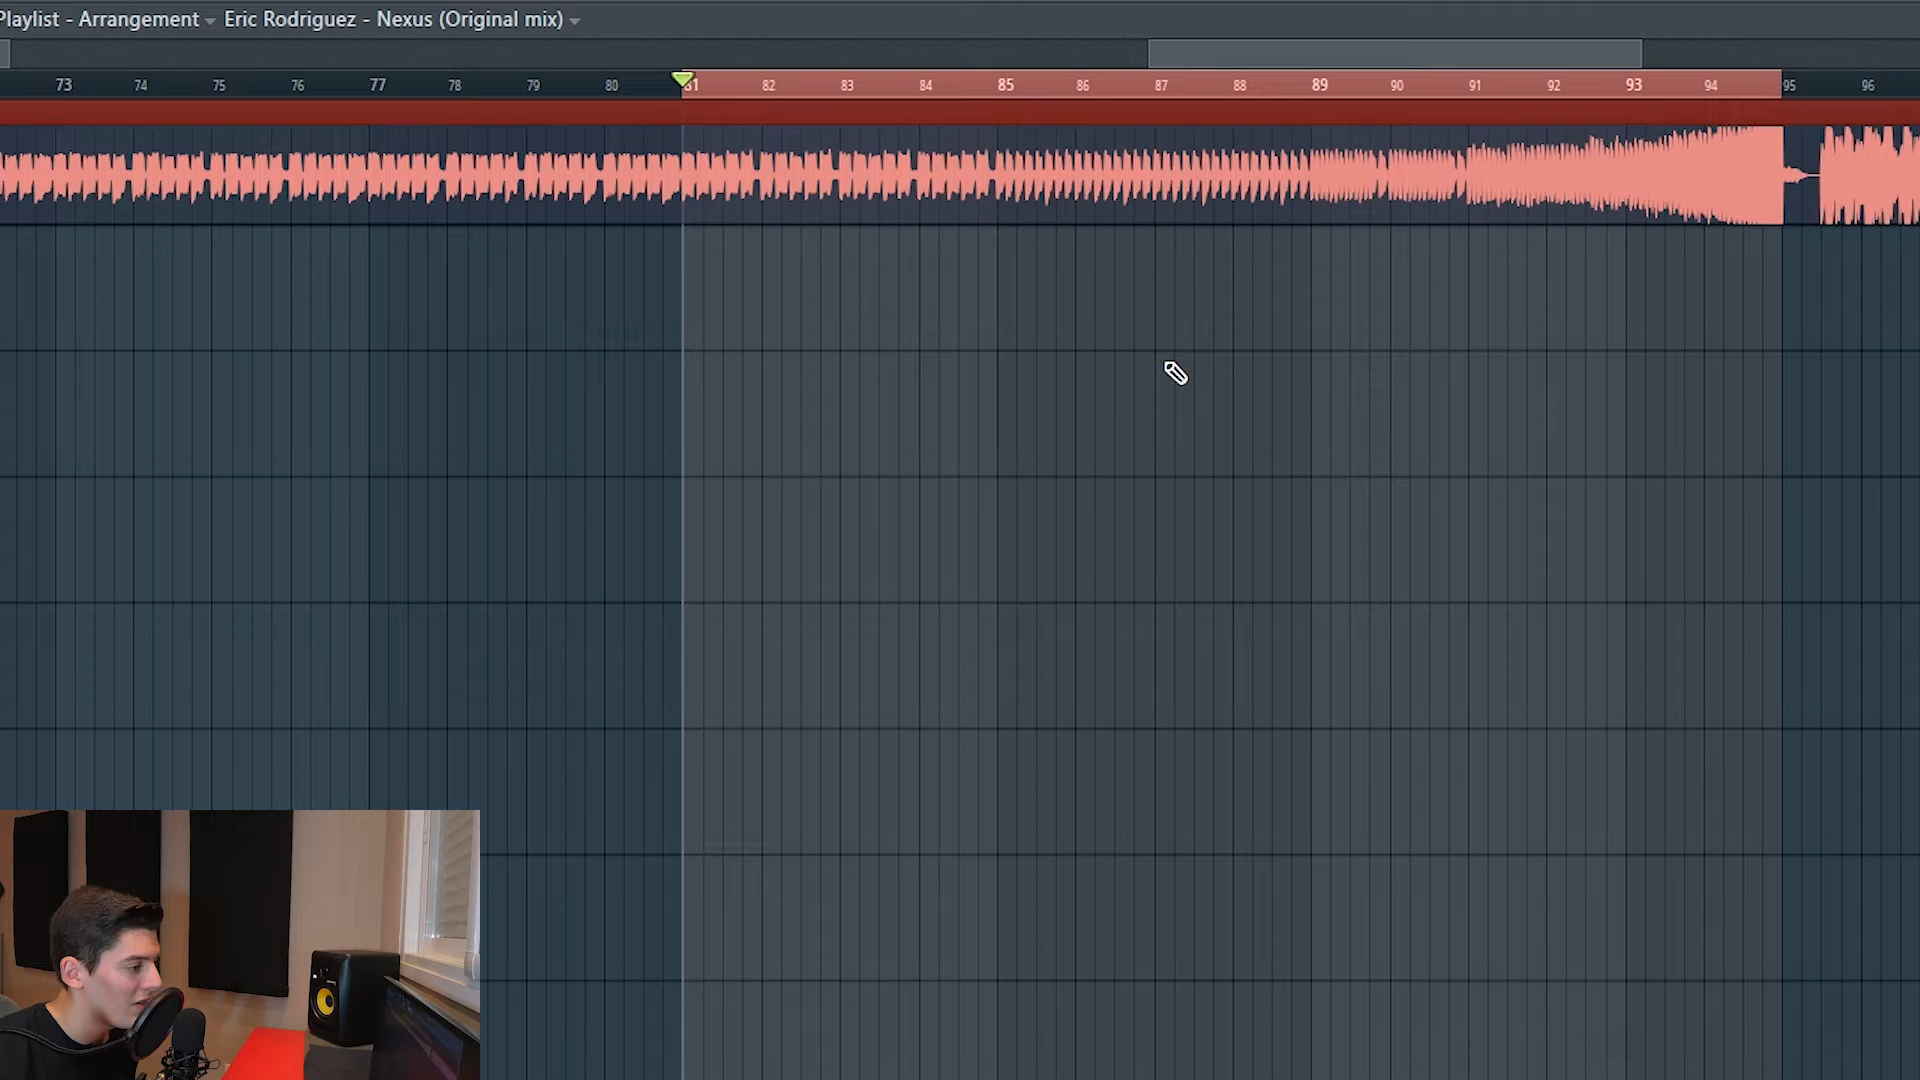 Playlist - Arrangement Eric Rodriguez - Nexus (Original mix)
73 74 75 76 77 78 79 80 81 82 83 84 85 86 87 88 89 90 91 92 93 94 95 96